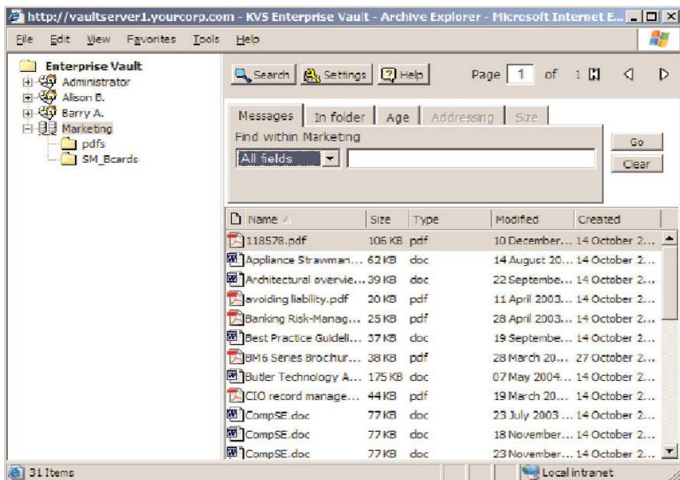 http://vaultserver1.yourcorp.com - KVS Enterprise Vault - Archive Explorer - Microsoft Internet E...
File Edit View Favorites Tools Help
Enterprise Vault
Administrator
Alison B.
Barry A.
Marketing
pdfs
SM_Bcards
Search Settings Help Page 1 of 1
Messages In folder Age Addressing Size
Find within Marketing
All fields
Go
Clear
Name Size Type Modified Created
118578.pdf 106 KB pdf 10 December... 14 October 2...
Appliance Strawman... 62 KB doc 14 August 20... 14 October 2...
Architectural overvie... 39 KB doc 22 Septembe... 14 October 2...
avoiding liability.pdf 20 KB pdf 11 April 2003... 14 October 2...
Banking Risk-Manag... 25 KB pdf 28 April 2003... 14 October 2...
Best Practice Guideli... 37 KB doc 19 Septembe... 14 October 2...
BM6 Series Brochur... 38 KB pdf 28 March 20... 27 October 2...
Butler Technology A... 175 KB doc 07 May 2004... 14 October 2...
CIO record manage... 44 KB pdf 19 March 20... 14 October 2...
CompSE.doc 77 KB doc 23 July 2003 ... 14 October 2...
CompSE.doc 77 KB doc 18 November... 14 October 2...
CompSE.doc 77 KB doc 23 November... 14 October 2...
31 Items Local intranet